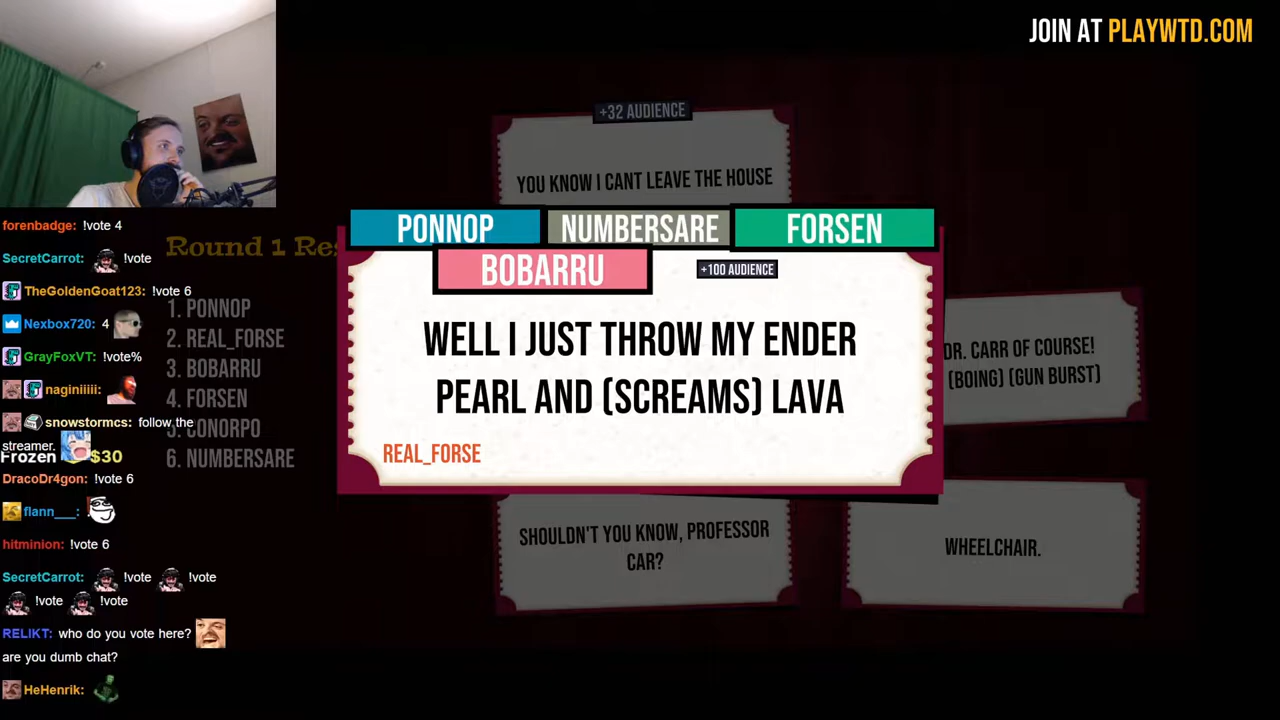 JOIN AT PLAYWTD.COM
+32 AUDIENCE
YOU KNOW I CANT LEAVE THE HOUSE
PONNOP
NUMBERSARE
FORSEN
BOBARRU
+100 AUDIENCE
WELL I JUST THROW MY ENDER
PEARL AND (SCREAMS) LAVA
REAL_FORSE
DR. CARR OF COURSE!
(BOING) (GUN BURST)
SHOULDN'T YOU KNOW, PROFESSOR
CAR?
WHEELCHAIR.
Round 1 Res
1. PONNOP
2. REAL_FORSE
3. BOBARRU
4. FORSEN
5. CONORPO
6. NUMBERSARE
forenbadge: !vote 4
SecretCarrot: !vote
TheGoldenGoat123: !vote 6
Nexbox720: 4
GrayFoxVT: !vote%
naginiiiii:
snowstormcs: follow the
streamer.
Frozen $30
DracoDr4gon: !vote 6
flann___:
hitminion: !vote 6
SecretCarrot: !vote !vote
!vote !vote
RELIKT: who do you vote here?
are you dumb chat?
HeHenrik: